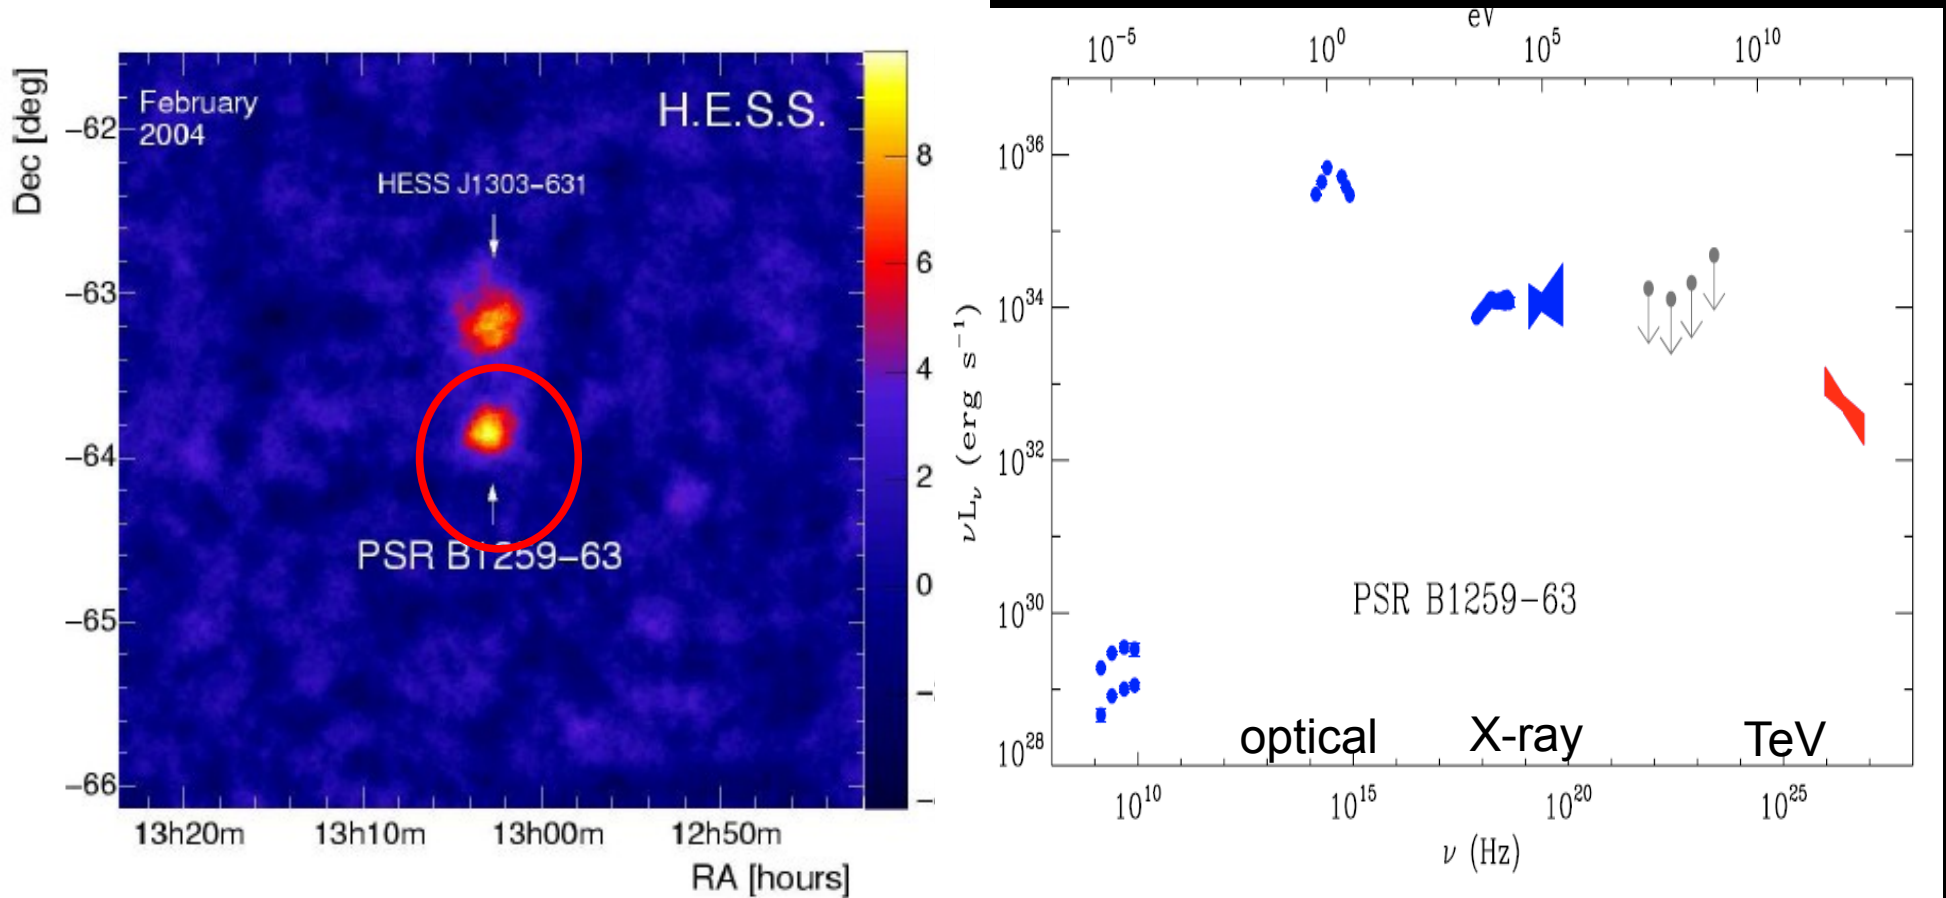 Dec [deg]
February
2004
H.E.S.S.
HESS J1303−631
PSR B1259−63
−62
−63
−64
−65
−66
13h20m 13h10m 13h00m 12h50m
RA [hours]
8
6
4
2
0
eV
10^-5 10^0 10^5 10^10
νL_ν (erg s^−1)
10^36
10^34
10^32
10^30
10^28
PSR B1259−63
optical X-ray TeV
10^10 10^15 10^20 10^25
ν (Hz)